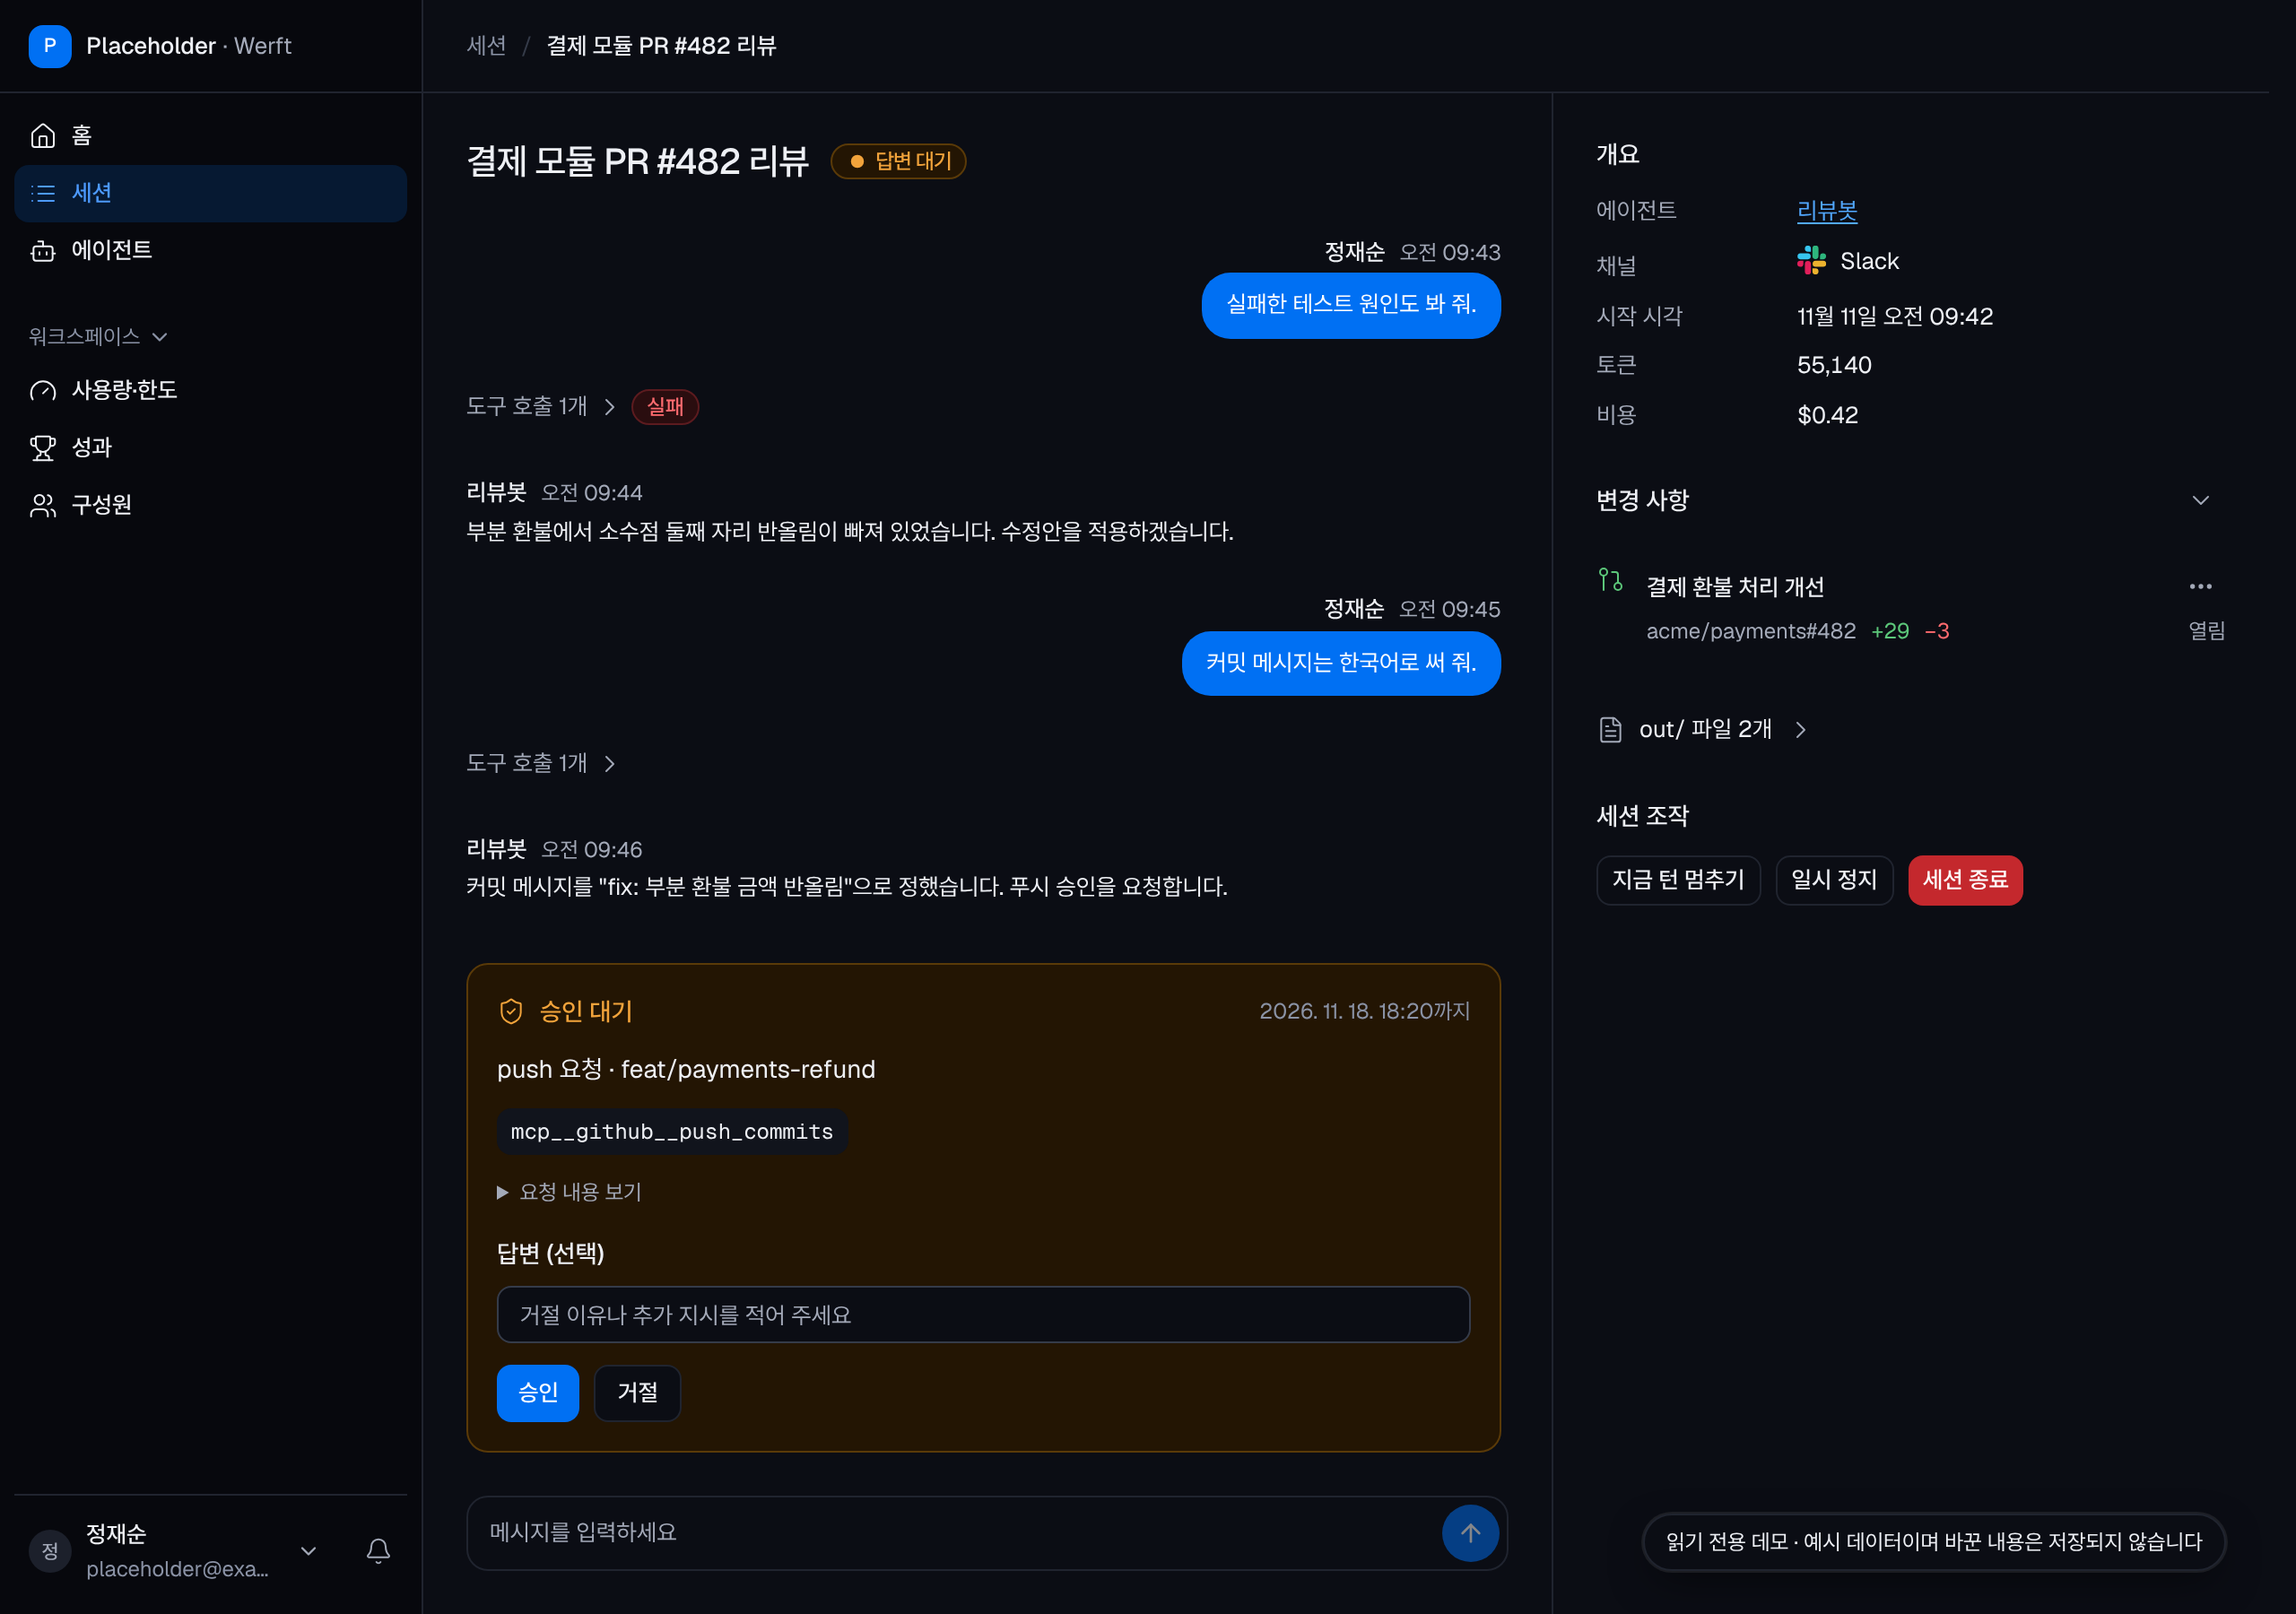 P Placeholder · Werft
홈
세션
에이전트
워크스페이스
사용량·한도
성과
구성원
정 정재순
placeholder@exa...
세션 / 결제 모듈 PR #482 리뷰
결제 모듈 PR #482 리뷰 답변 대기
정재순 오전 09:43
실패한 테스트 원인도 봐 줘.
도구 호출 1개 실패
리뷰봇 오전 09:44
부분 환불에서 소수점 둘째 자리 반올림이 빠져 있었습니다. 수정안을 적용하겠습니다.
정재순 오전 09:45
커밋 메시지는 한국어로 써 줘.
도구 호출 1개
리뷰봇 오전 09:46
커밋 메시지를 "fix: 부분 환불 금액 반올림"으로 정했습니다. 푸시 승인을 요청합니다.
승인 대기 2026. 11. 18. 18:20까지
push 요청 · feat/payments-refund
mcp__github__push_commits
요청 내용 보기
답변 (선택)
거절 이유나 추가 지시를 적어 주세요
승인 거절
메시지를 입력하세요
개요
에이전트 리뷰봇
채널 Slack
시작 시각 11월 11일 오전 09:42
토큰 55,140
비용 $0.42
변경 사항
결제 환불 처리 개선
acme/payments#482 +29 −3 열림
out/ 파일 2개
세션 조작
지금 턴 멈추기 일시 정지 세션 종료
읽기 전용 데모 · 예시 데이터이며 바꾼 내용은 저장되지 않습니다